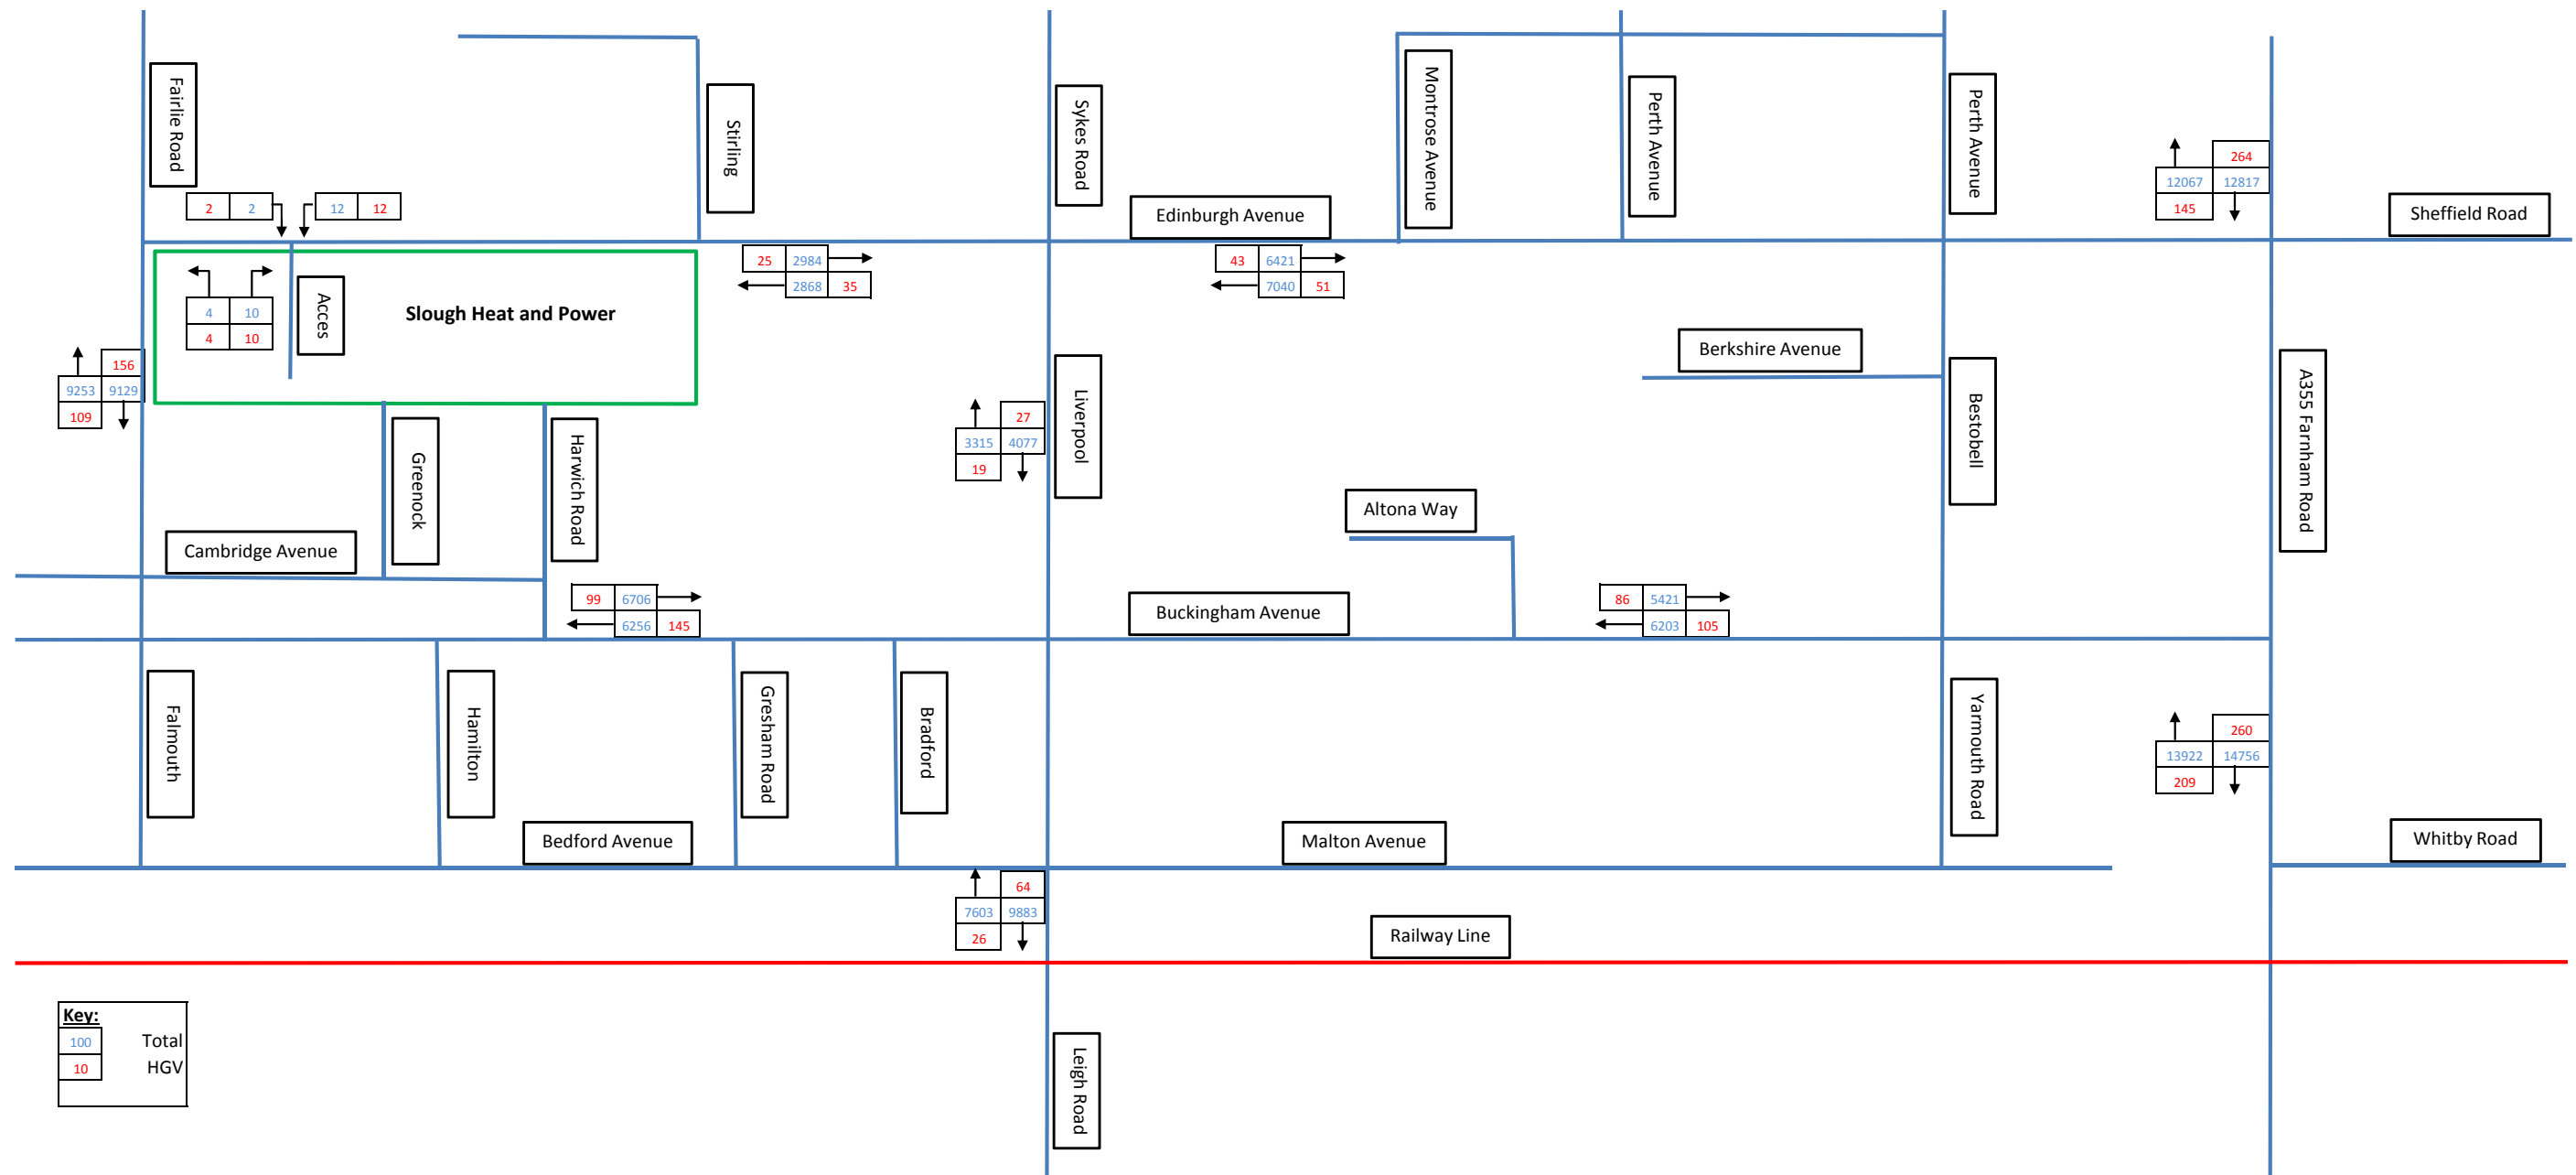 Fairlie Road
Stirling
Sykes Road
Montrose Avenue
Perth Avenue
Perth Avenue
264
12067 12817
145
2 2
12 12
Edinburgh Avenue
Sheffield Road
25 2984
2868 35
43 6421
7040 51
4 10
4 10
Acces
Slough Heat and Power
Berkshire Avenue
156
9253 9129
109
Liverpool
Bestobell
A355 Farnham Road
27
3315 4077
19
Greenock
Harwich Road
Altona Way
Cambridge Avenue
99 6706
6256 145
Buckingham Avenue
86 5421
6203 105
Falmouth
Hamilton
Gresham Road
Bradford
Yarmouth Road
260
13922 14756
209
Bedford Avenue
Malton Avenue
Whitby Road
64
7603 9883
26
Railway Line
Key:
100 Total
10 HGV
Leigh Road